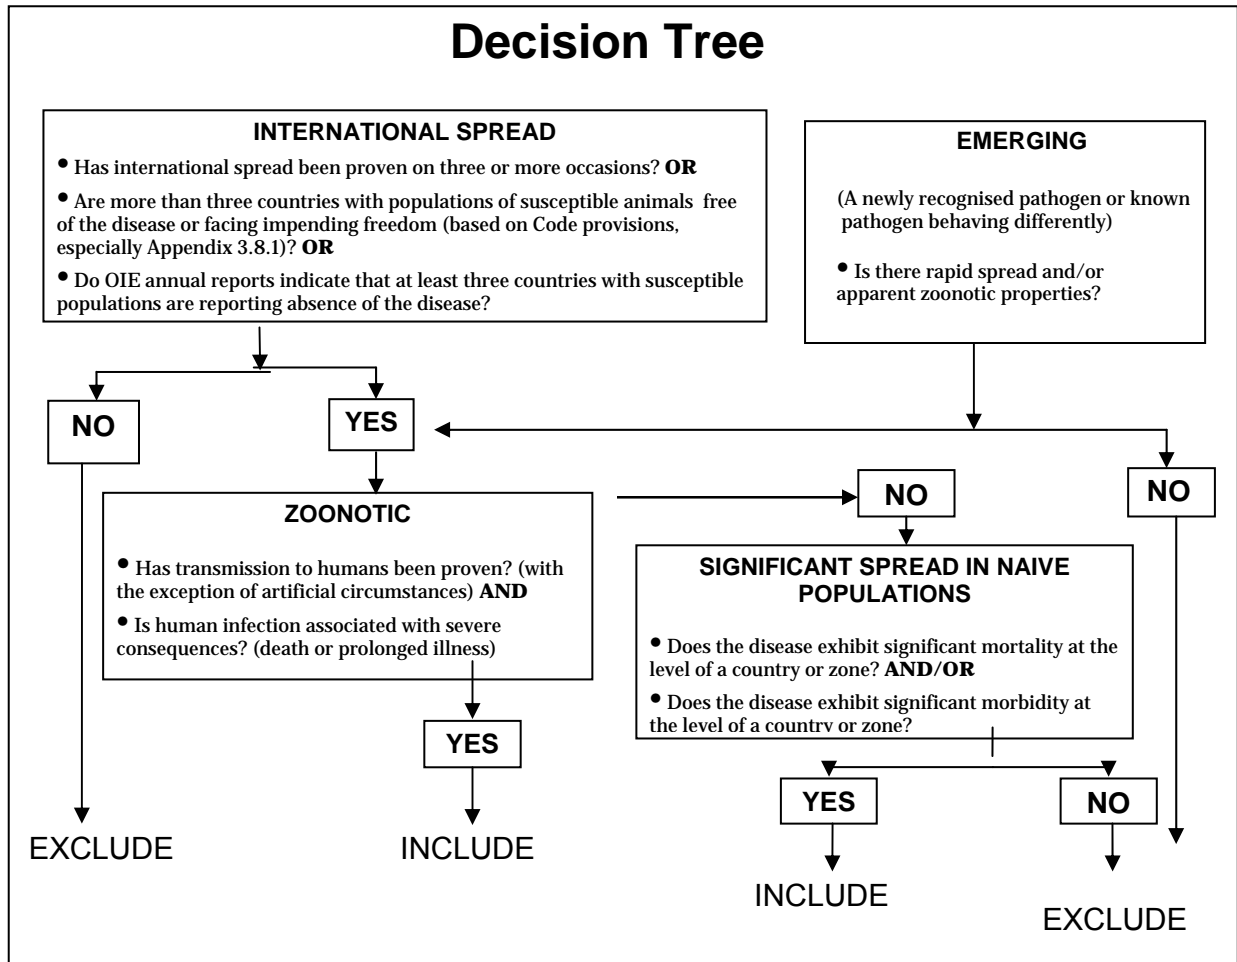 Decision Tree
INTERNATIONAL SPREAD
• Has international spread been proven on three or more occasions? OR
• Are more than three countries with populations of susceptible animals free
of the disease or facing impending freedom (based on Code provisions,
especially Appendix 3.8.1)? OR
• Do OIE annual reports indicate that at least three countries with susceptible
populations are reporting absence of the disease?
EMERGING
(A newly recognised pathogen or known
pathogen behaving differently)
• Is there rapid spread and/or
apparent zoonotic properties?
NO
YES
ZOONOTIC
• Has transmission to humans been proven? (with
the exception of artificial circumstances) AND
• Is human infection associated with severe
consequences? (death or prolonged illness)
NO
NO
SIGNIFICANT SPREAD IN NAIVE
POPULATIONS
• Does the disease exhibit significant mortality at the
level of a country or zone? AND/OR
• Does the disease exhibit significant morbidity at
the level of a country or zone?
YES
YES
NO
EXCLUDE
INCLUDE
INCLUDE
EXCLUDE